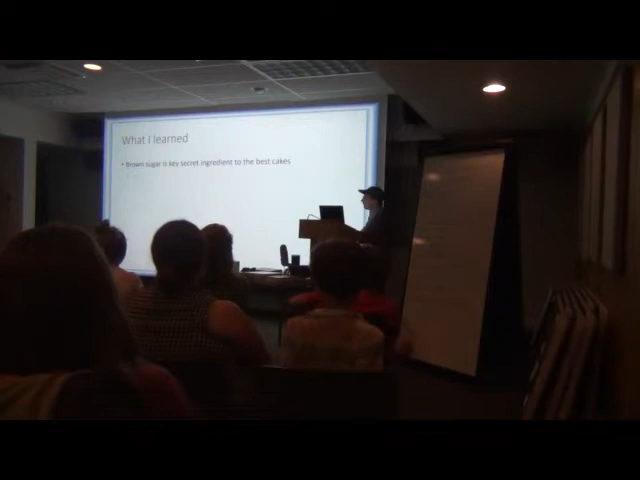 What I learned
• Brown sugar is key secret ingredient to the best cakes